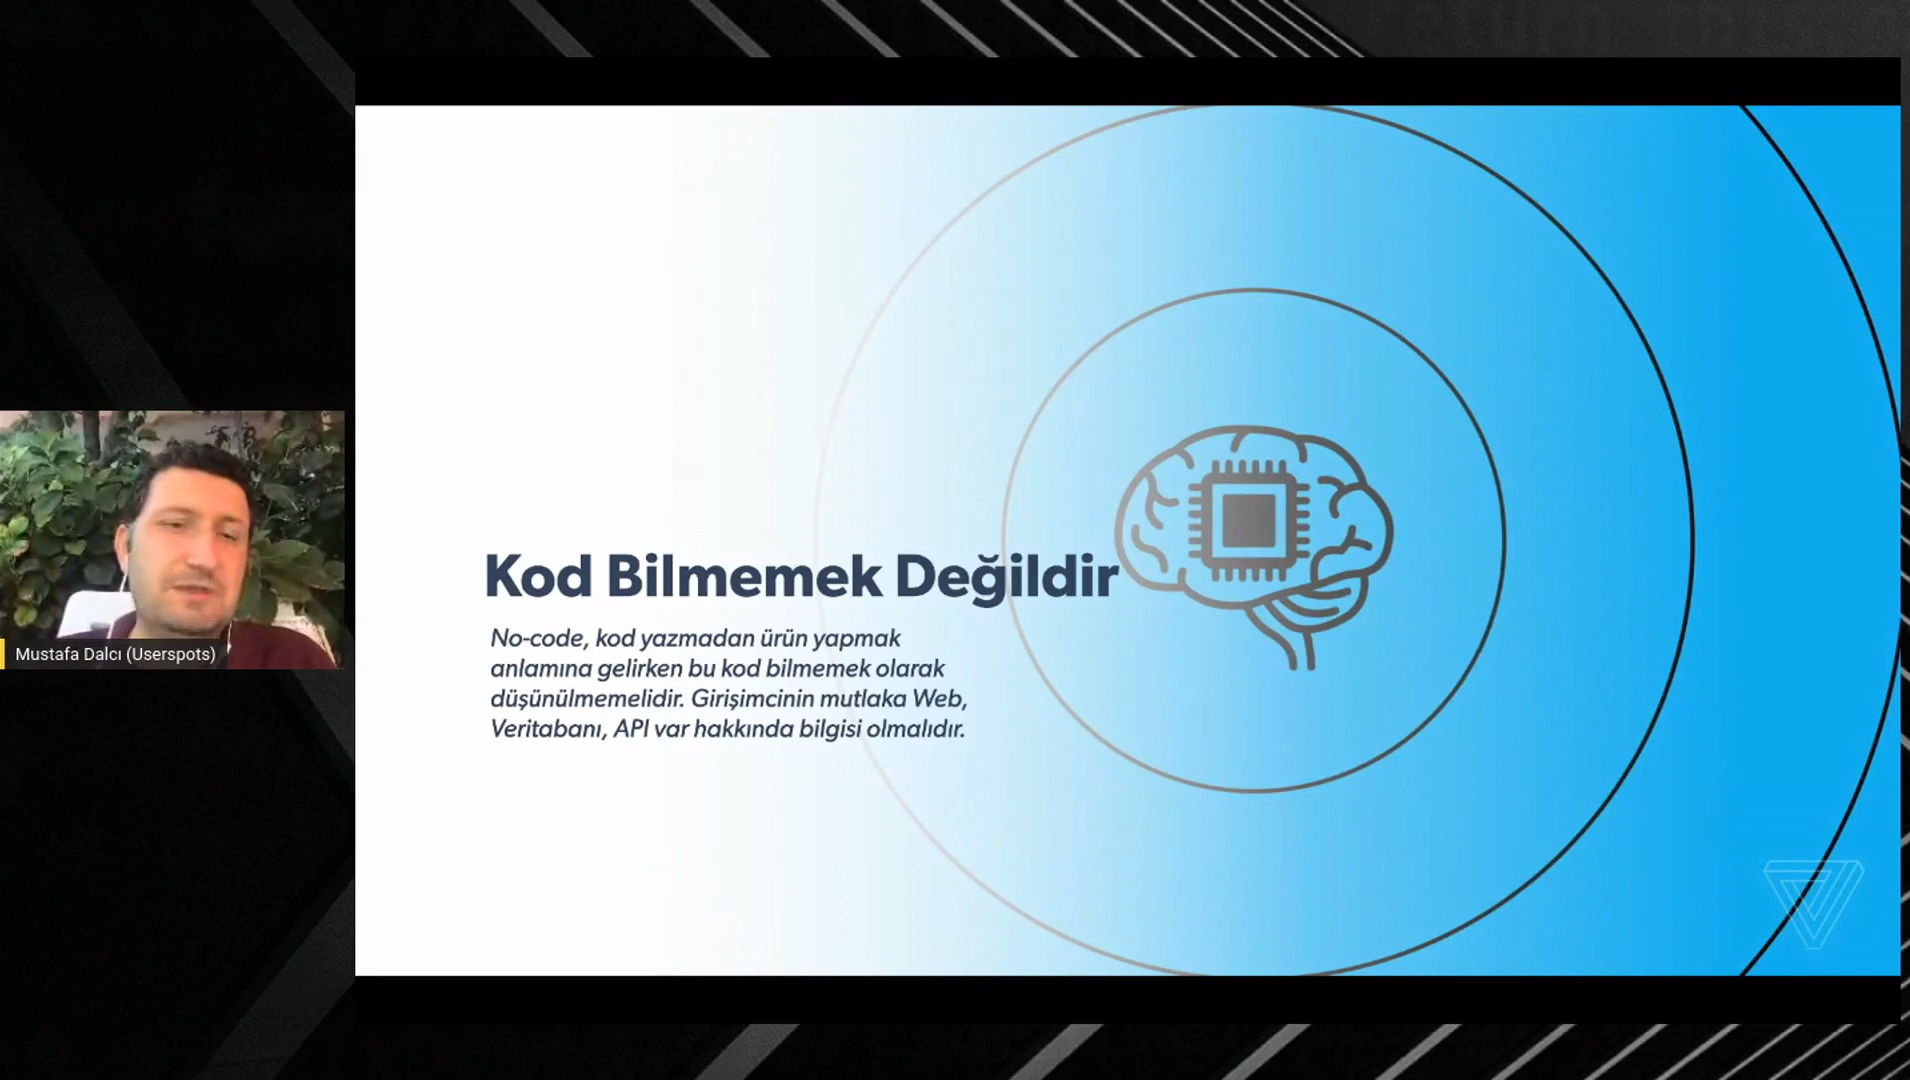 Kod Bilmemek Değildir
No-code, kod yazmadan ürün yapmak
anlamına gelirken bu kod bilmemek olarak
düşünülmemelidir. Girişimcinin mutlaka Web,
Veritabanı, API var hakkında bilgisi olmalıdır.
Mustafa Dalcı (Userspots)